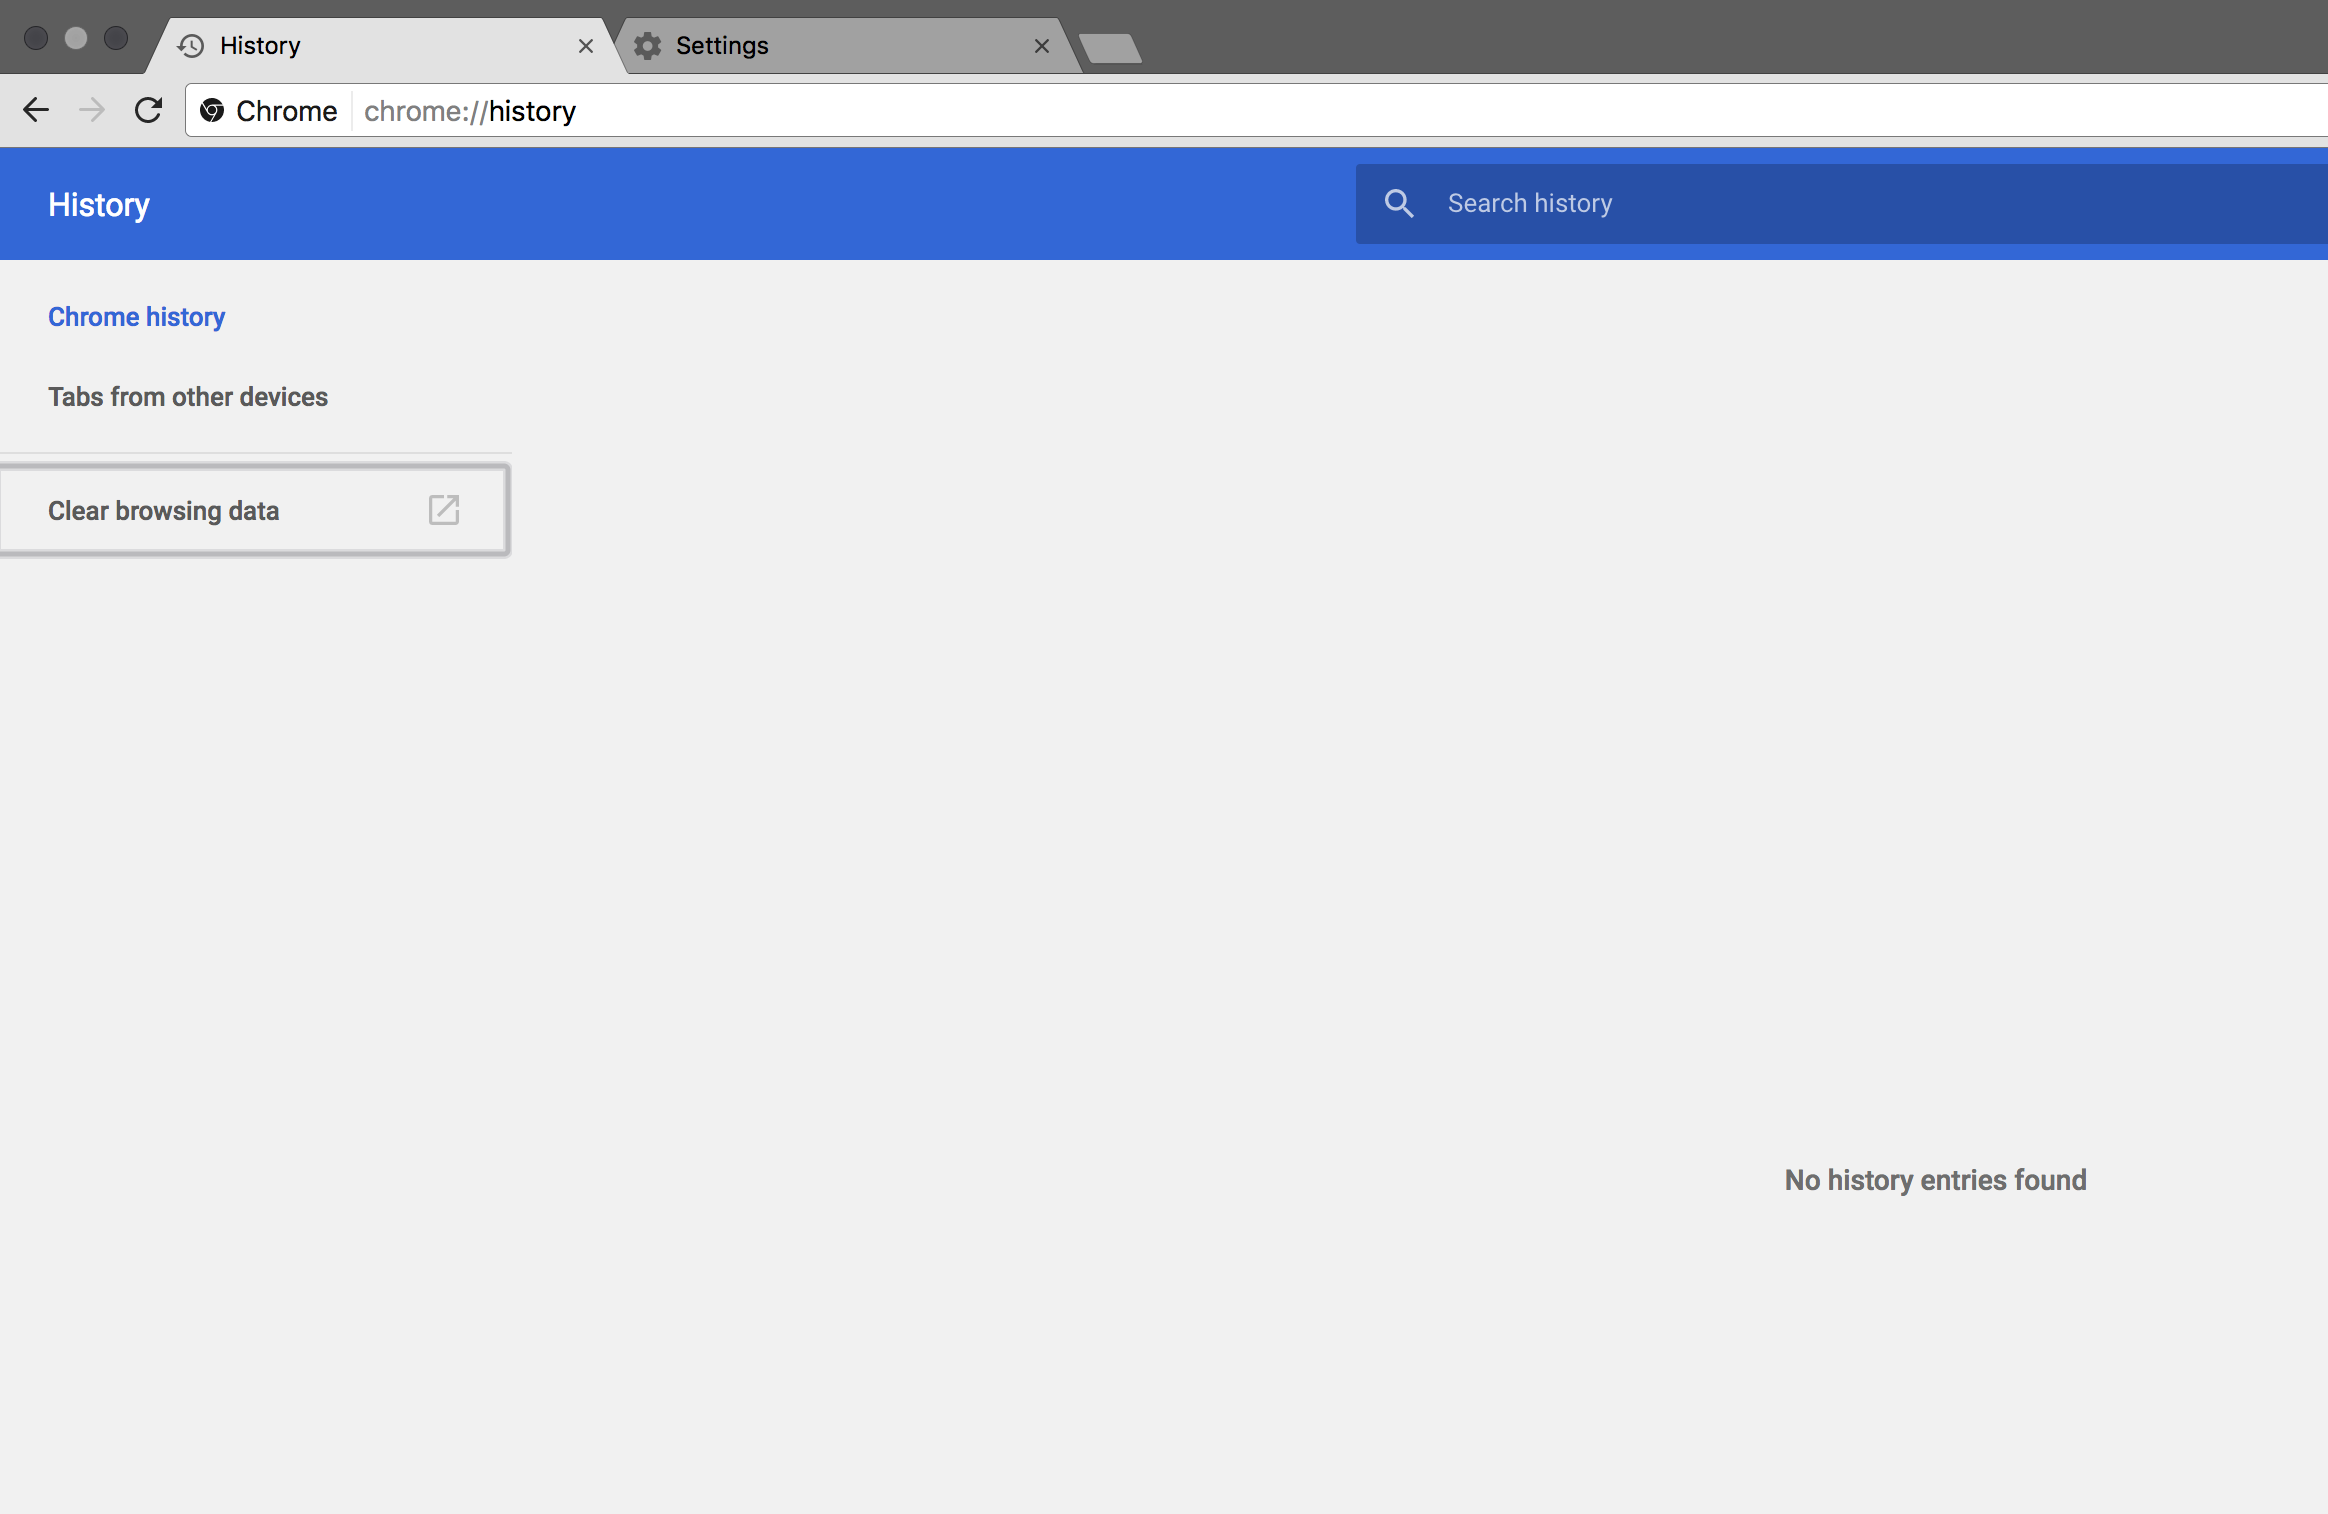 History
Settings
Chrome
chrome://history
History
Search history
Chrome history
Tabs from other devices
Clear browsing data
No history entries found